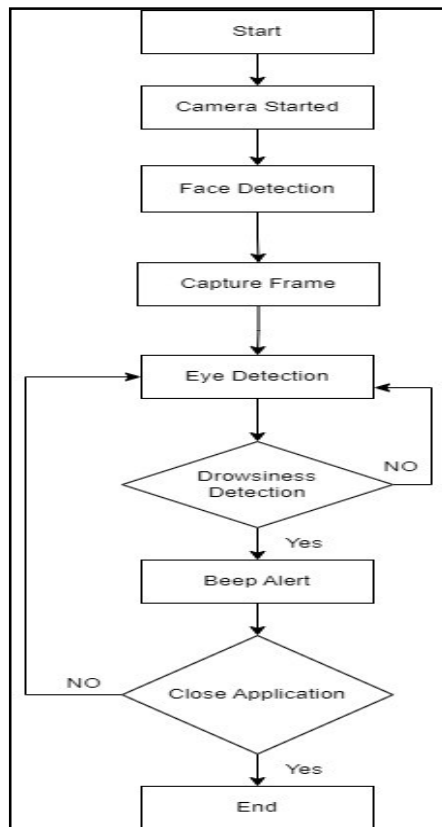 Start
Camera Started
Face Detection
Capture Frame
Eye Detection
Drowsiness
Detection
NO
Yes
Beep Alert
Close Application
NO
Yes
End